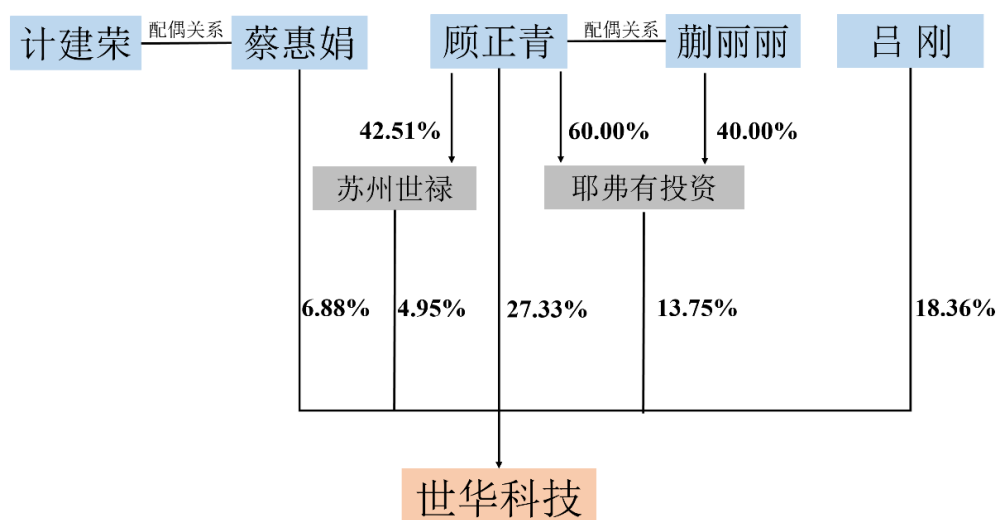 计建荣
配偶关系
蔡惠娟
顾正青
配偶关系
蒯丽丽
吕 刚
42.51%
60.00%
40.00%
苏州世禄
耶弗有投资
6.88%
4.95%
27.33%
13.75%
18.36%
世华科技